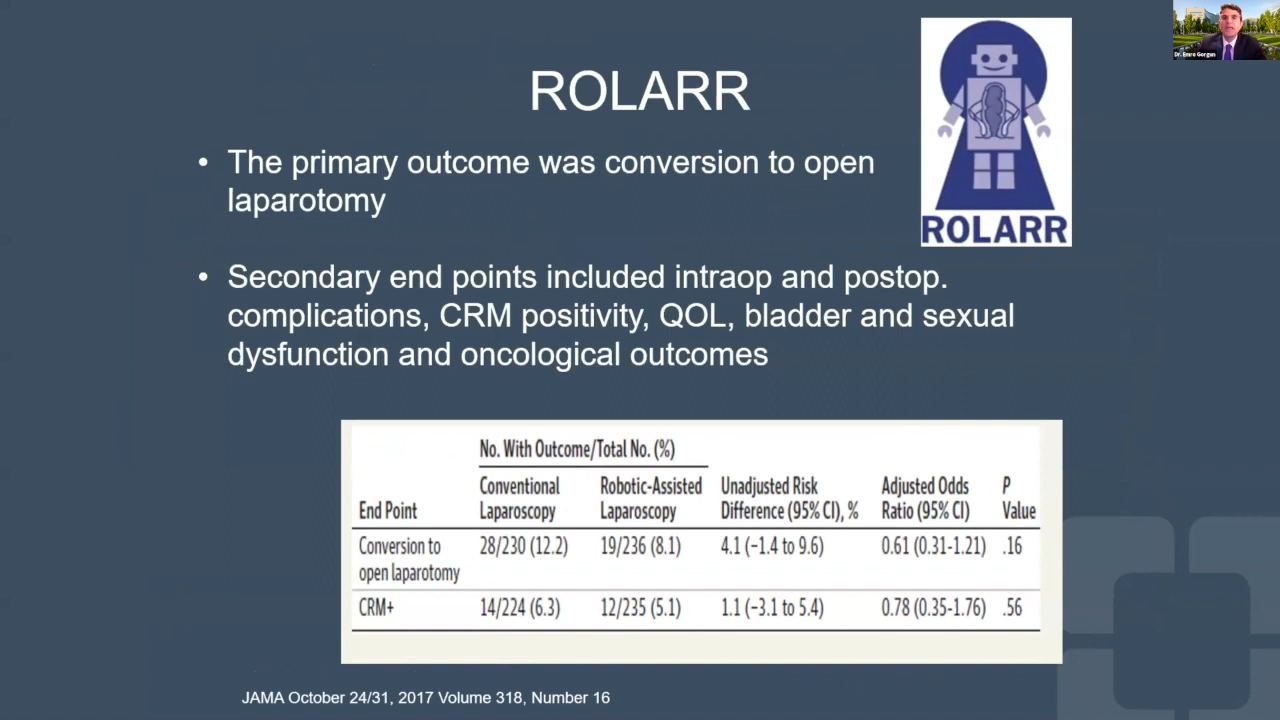 Dr. Emre Gorgun
ROLARR
ROLARR
• The primary outcome was conversion to open
laparotomy
• Secondary end points included intraop and postop.
complications, CRM positivity, QOL, bladder and sexual
dysfunction and oncological outcomes
No. With Outcome/Total No. (%)
End Point Conventional Laparoscopy Robotic-Assisted Laparoscopy Unadjusted Risk Difference (95% CI), % Adjusted Odds Ratio (95% CI) P Value
Conversion to open laparotomy 28/230 (12.2) 19/236 (8.1) 4.1 (−1.4 to 9.6) 0.61 (0.31-1.21) .16
CRM+ 14/224 (6.3) 12/235 (5.1) 1.1 (−3.1 to 5.4) 0.78 (0.35-1.76) .56
JAMA October 24/31, 2017 Volume 318, Number 16